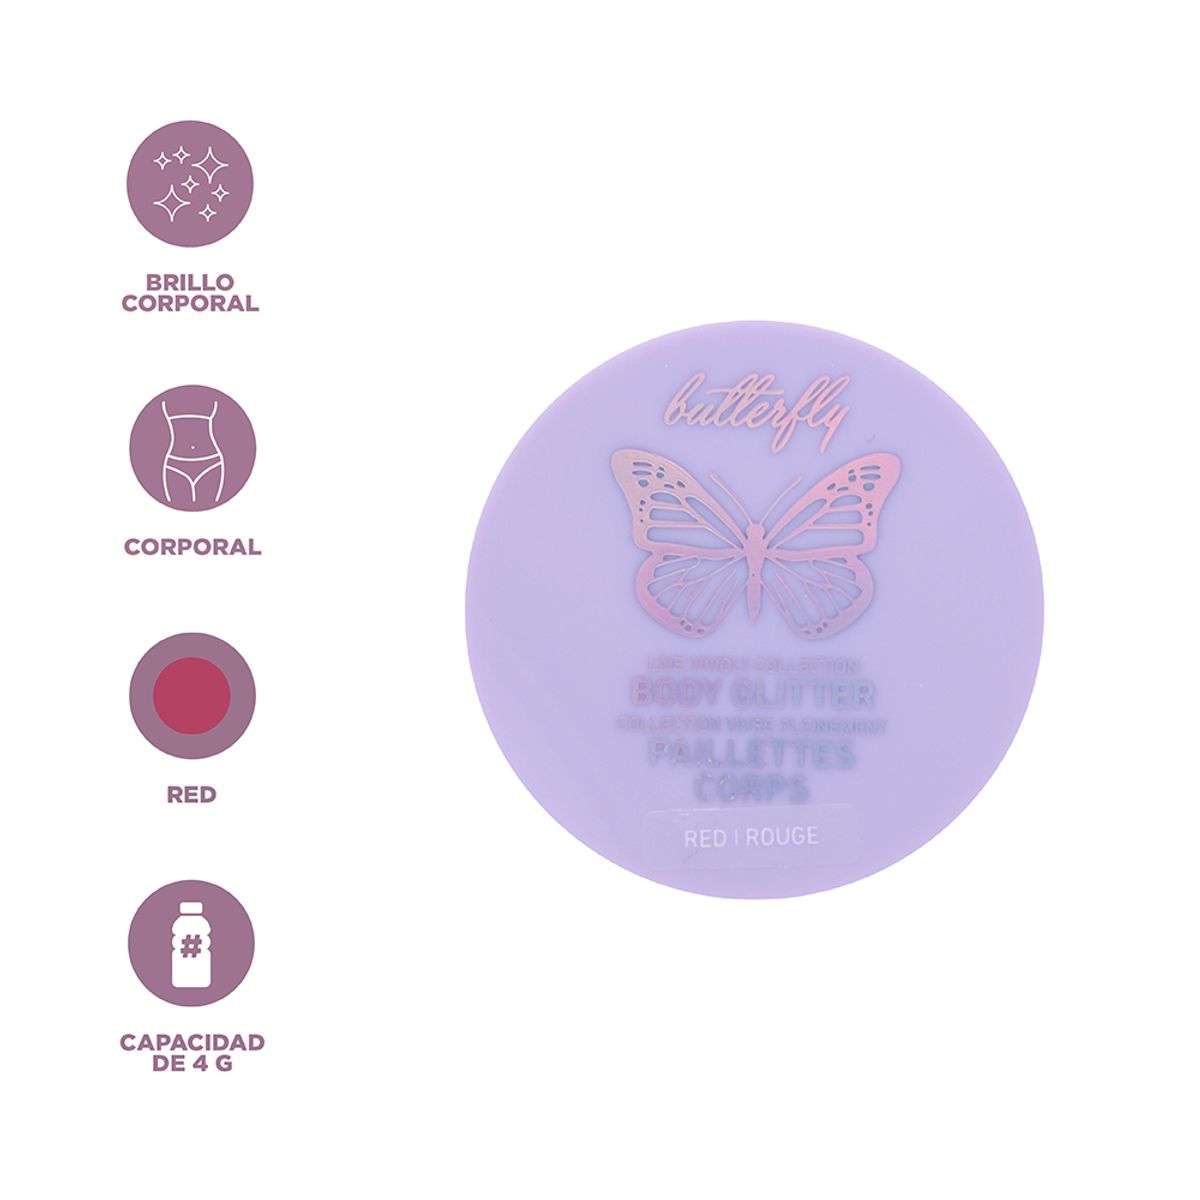 BRILLO
CORPORAL
CORPORAL
RED
#
CAPACIDAD
DE 4 G
butterfly
LIVE VIVIDLY COLLECTION
BODY GLITTER
COLLECTION VIVRE PLEINEMENT
PAILLETTES
CORPS
RED | ROUGE